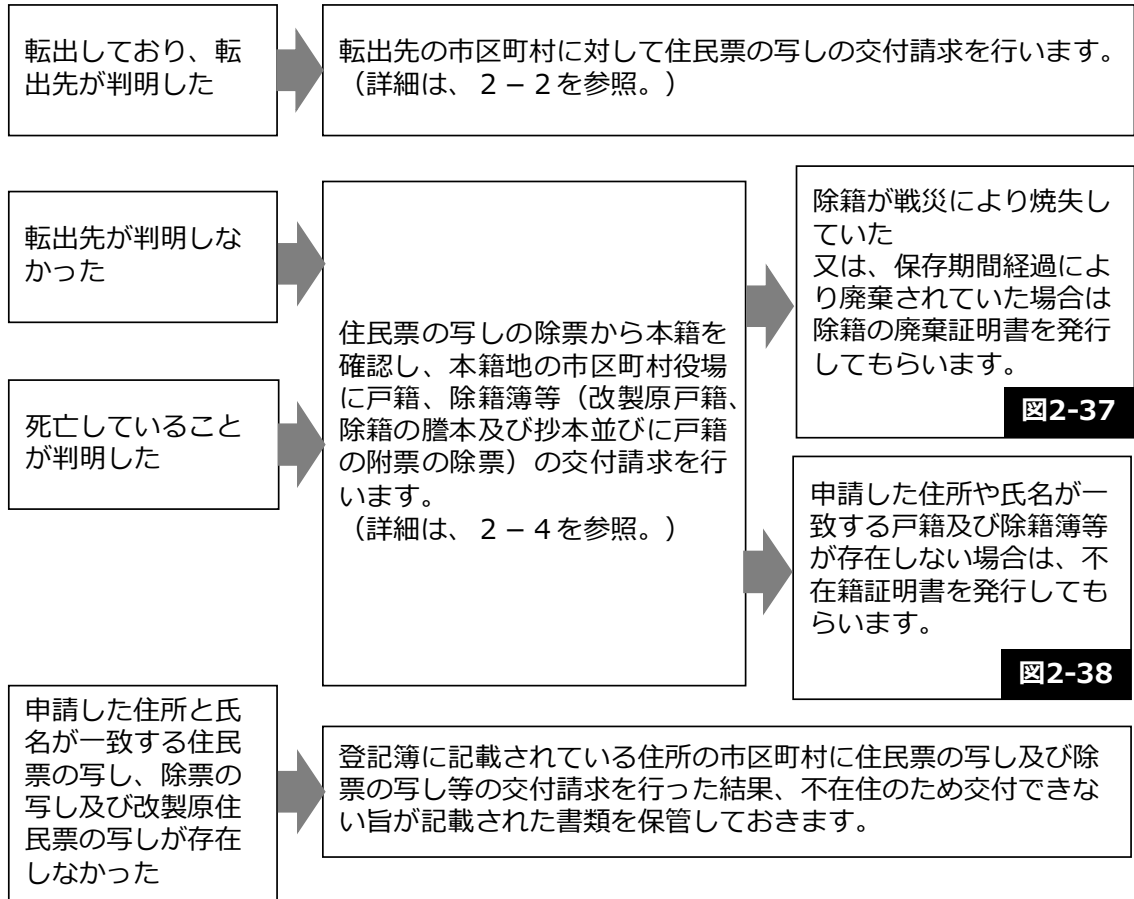 転出しており、転
出先が判明した
転出先の市区町村に対して住民票の写しの交付請求を行います。
（詳細は、２－２を参照。）
転出先が判明しな
かった
死亡していること
が判明した
住民票の写しの除票から本籍を
確認し、本籍地の市区町村役場
に戸籍、除籍簿等（改製原戸籍、
除籍の謄本及び抄本並びに戸籍
の附票の除票）の交付請求を行
います。
（詳細は、２－４を参照。）
除籍が戦災により焼失し
ていた
又は、保存期間経過によ
り廃棄されていた場合は
除籍の廃棄証明書を発行
してもらいます。
図2-37
申請した住所や氏名が一
致する戸籍及び除籍簿等
が存在しない場合は、不
在籍証明書を発行しても
らいます。
図2-38
申請した住所と氏
名が一致する住民
票の写し、除票の
写し及び改製原住
民票の写しが存在
しなかった
登記簿に記載されている住所の市区町村に住民票の写し及び除
票の写し等の交付請求を行った結果、不在住のため交付できな
い旨が記載された書類を保管しておきます。